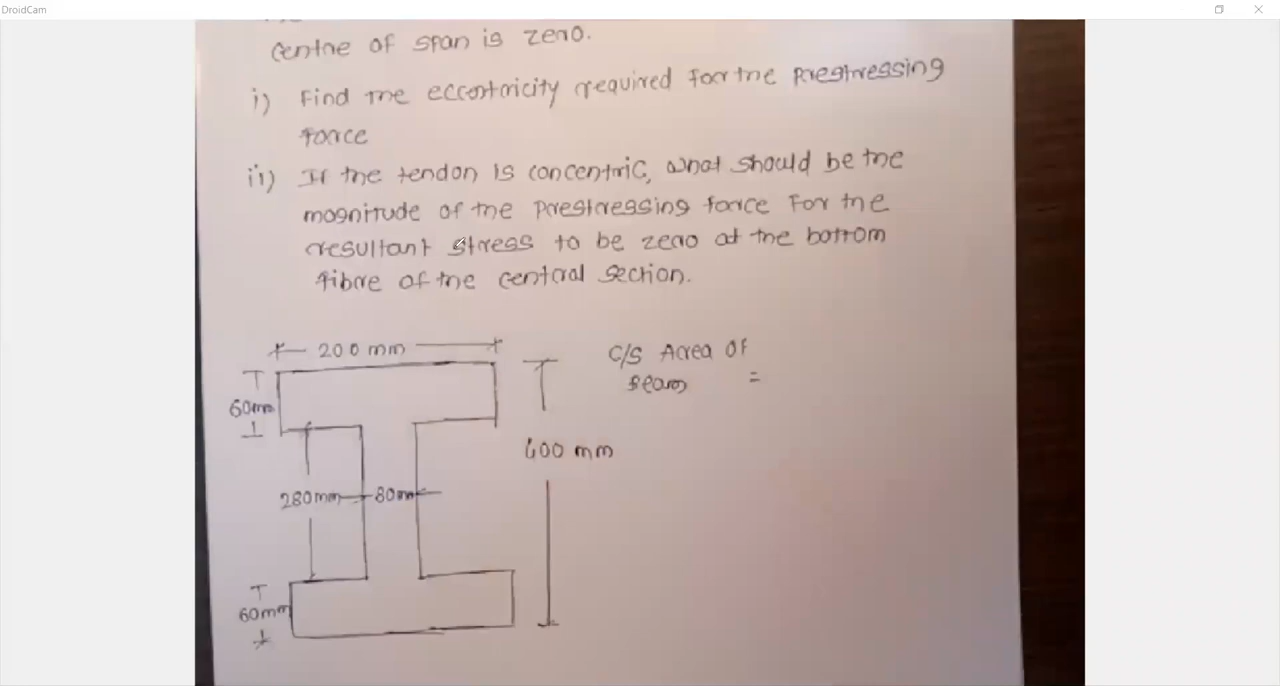 DroidCam
centre of span is zero.
i) Find the eccentricity required for the prestressing
force
ii) If the tendon is concentric, what should be the
magnitude of the prestressing force for the
resultant stress to be zero at the bottom
fibre of the central section.
200 mm
C/S Area of
beam =
60mm
400 mm
280mm
80mm
60mm